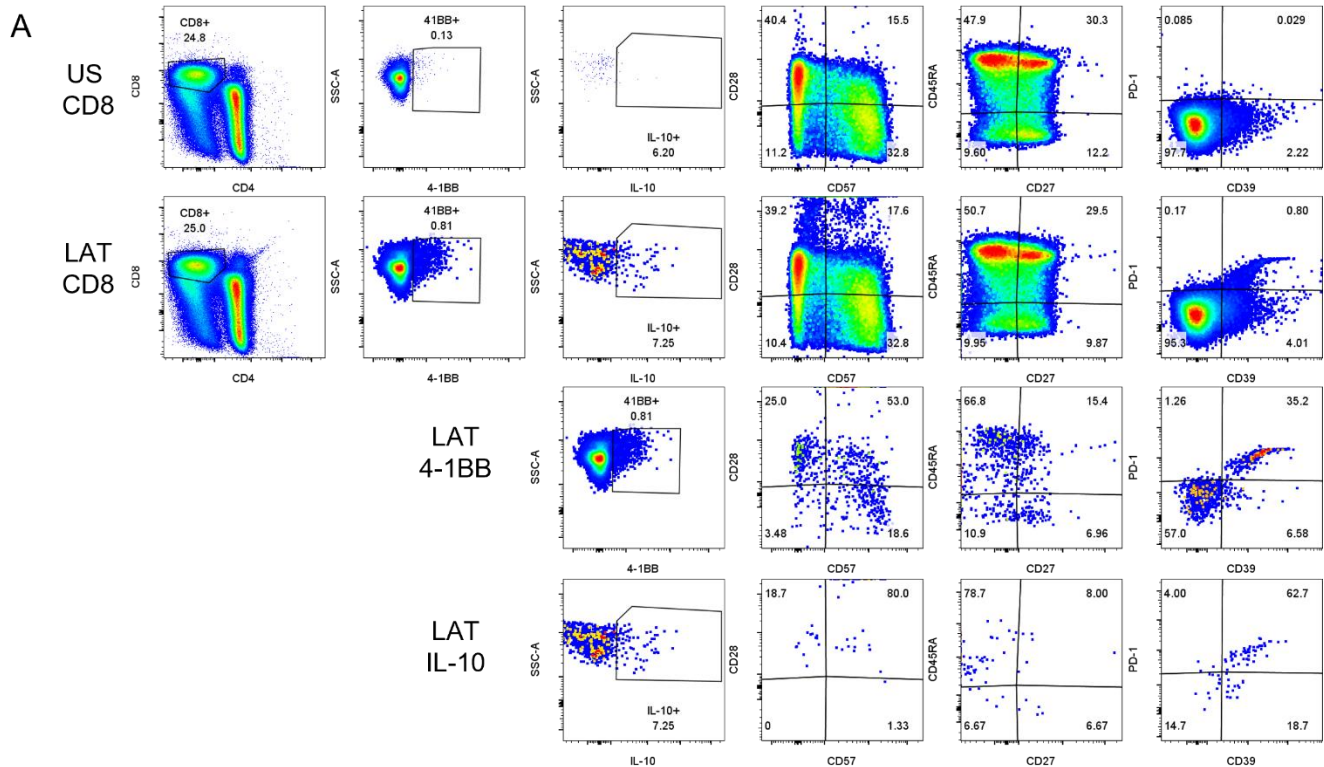 A
US
CD8
CD8+
24.8
CD8
CD4
41BB+
0.13
SSC-A
4-1BB
SSC-A
IL-10+
6.20
IL-10
40.4
15.5
CD28
11.2
32.8
CD57
47.9
30.3
CD45RA
9.60
12.2
CD27
0.085
0.029
PD-1
97.7
2.22
CD39
LAT
CD8
CD8+
25.0
CD8
CD4
41BB+
0.81
SSC-A
4-1BB
SSC-A
IL-10+
7.25
IL-10
39.2
17.6
CD28
10.4
32.8
CD57
50.7
29.5
CD45RA
9.95
9.87
CD27
0.17
0.80
PD-1
95.3
4.01
CD39
LAT
4-1BB
41BB+
0.81
SSC-A
4-1BB
25.0
53.0
CD28
3.48
18.6
CD57
66.8
15.4
CD45RA
10.9
6.96
CD27
1.26
35.2
PD-1
57.0
6.58
CD39
LAT
IL-10
SSC-A
IL-10+
7.25
IL-10
18.7
80.0
CD28
0
1.33
CD57
78.7
8.00
CD45RA
6.67
6.67
CD27
4.00
62.7
PD-1
14.7
18.7
CD39